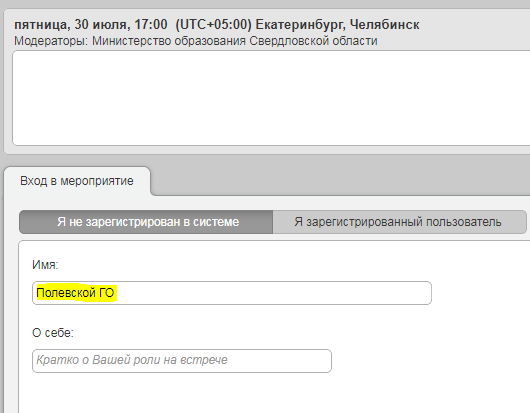 пятница, 30 июля, 17:00 (UTC+05:00) Екатеринбург, Челябинск
Модераторы: Министерство образования Свердловской области
Вход в мероприятие
Я не зарегистрирован в системе
Я зарегистрированный пользователь
Имя:
Полевской ГО
О себе:
Кратко о Вашей роли на встрече